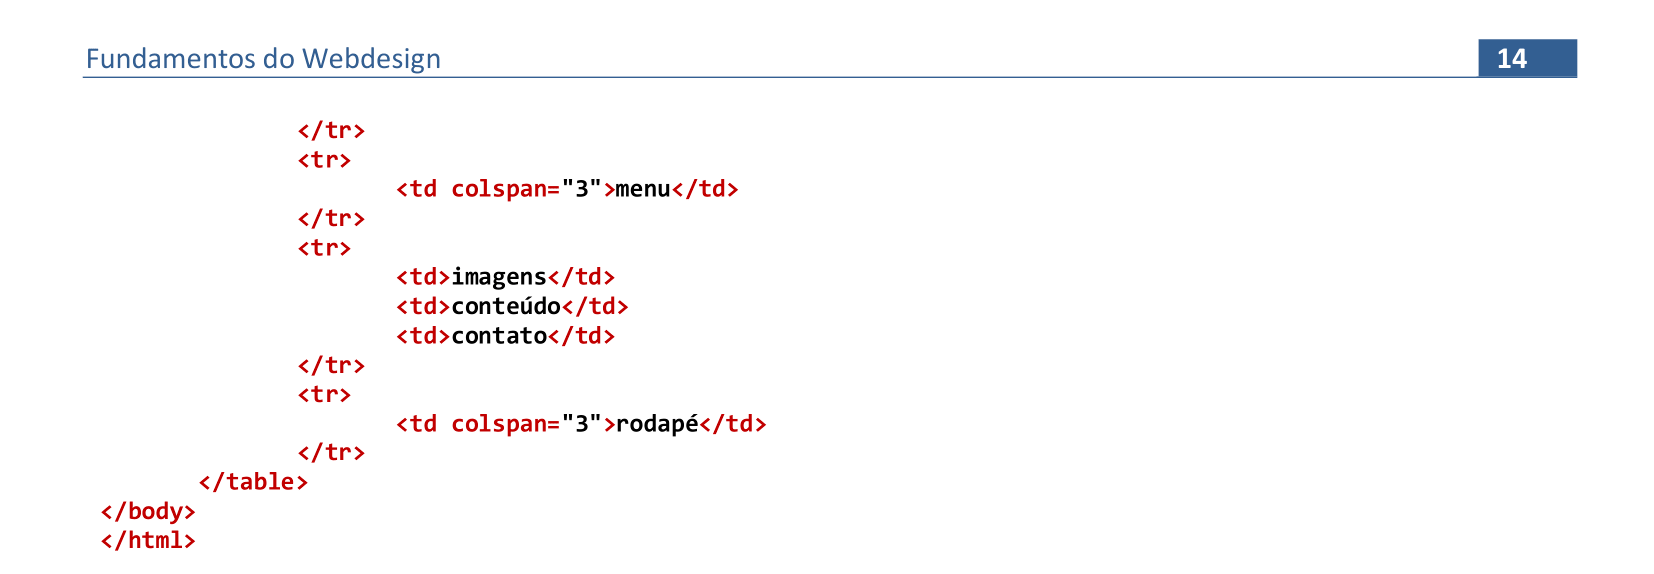 Fundamentos do Webdesign 14
</tr>
<tr>
<td colspan="3">menu</td>
</tr>
<tr>
<td>imagens</td>
<td>conteúdo</td>
<td>contato</td>
</tr>
<tr>
<td colspan="3">rodapé</td>
</tr>
</table>
</body>
</html>